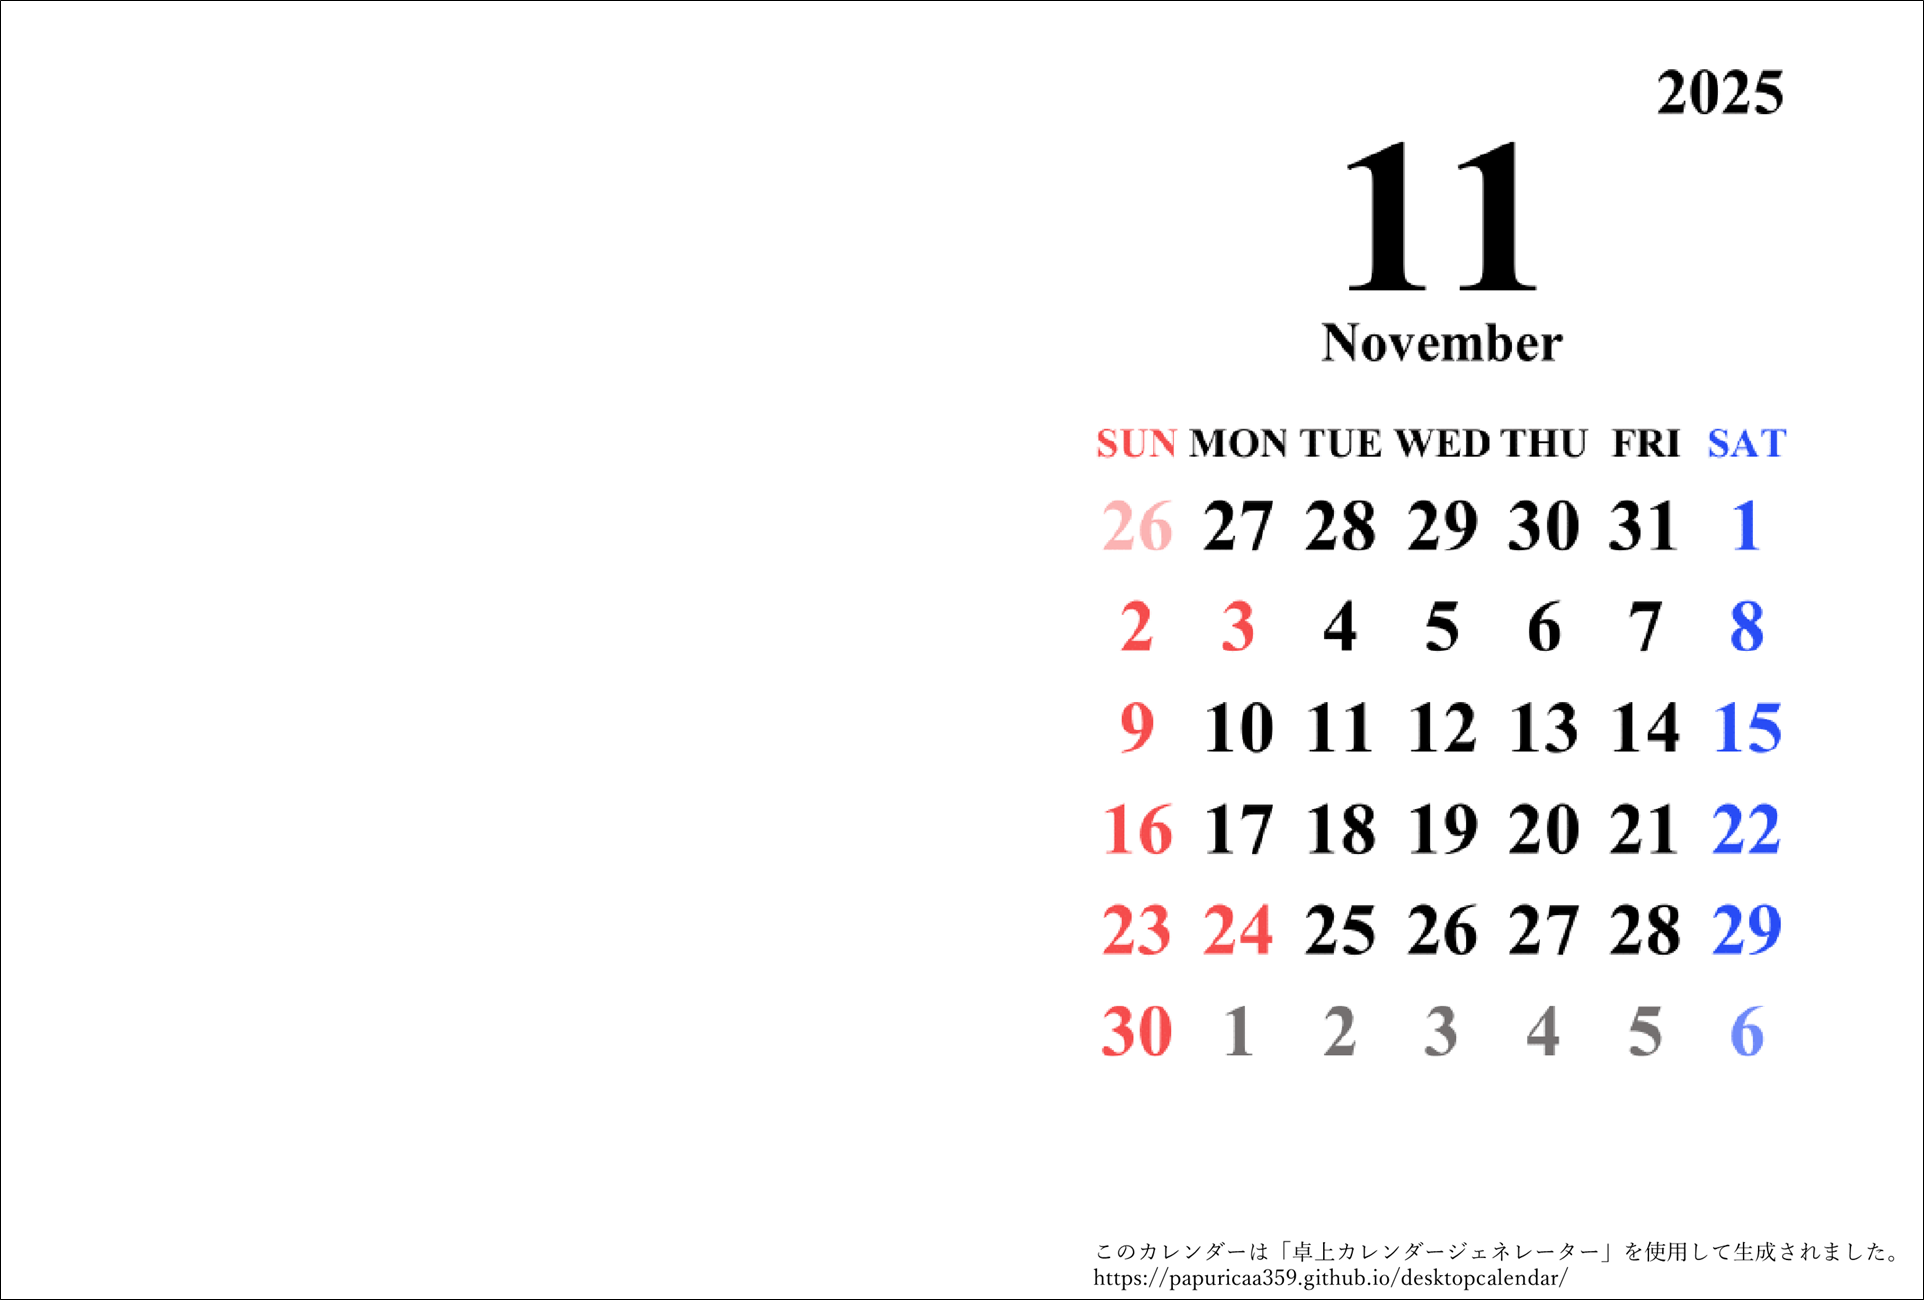 2025
11
November
SUN MON TUE WED THU FRI SAT
26 27 28 29 30 31 1
2 3 4 5 6 7 8
9 10 11 12 13 14 15
16 17 18 19 20 21 22
23 24 25 26 27 28 29
30 1 2 3 4 5 6
このカレンダーは「卓上カレンダージェネレーター」を使用して生成されました。
https://papuricaa359.github.io/desktopcalendar/